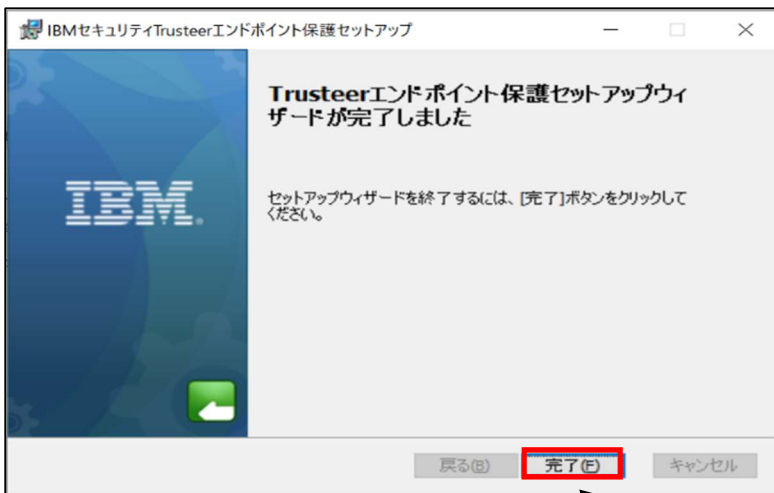 IBMセキュリティTrusteerエンドポイント保護セットアップ
Trusteerエンドポイント保護セットアップウィ
ザードが完了しました
IBM.
セットアップウィザードを終了するには、[完了]ボタンをクリックして
ください。
戻る(B) 完了(F) キャンセル